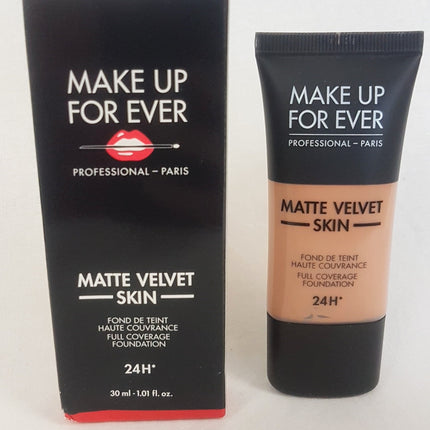 MAKE UP
FOR EVER
PROFESSIONAL – PARIS
MATTE VELVET
SKIN
FOND DE TEINT
HAUTE COUVRANCE
FULL COVERAGE
FOUNDATION
24H*
30 ml - 1.01 fl. oz.
MAKE UP
FOR EVER
PROFESSIONAL – PARIS
MATTE VELVET
SKIN
FOND DE TEINT
HAUTE COUVRANCE
FULL COVERAGE
FOUNDATION
24H*